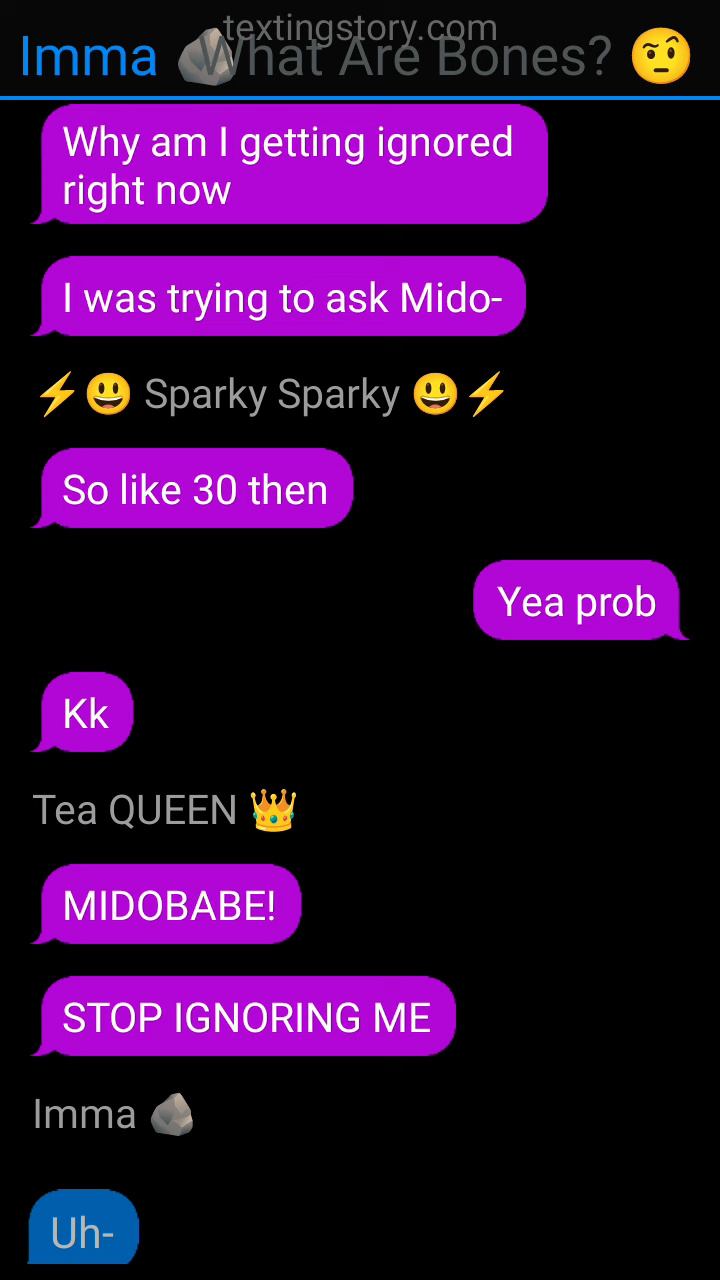 textingstory.com
Imma 🪨 What Are Bones? 🤨
Why am I getting ignored
right now
I was trying to ask Mido-
⚡😃 Sparky Sparky 😃⚡
So like 30 then
Yea prob
Kk
Tea QUEEN 👑
MIDOBABE!
STOP IGNORING ME
Imma 🪨
Uh-